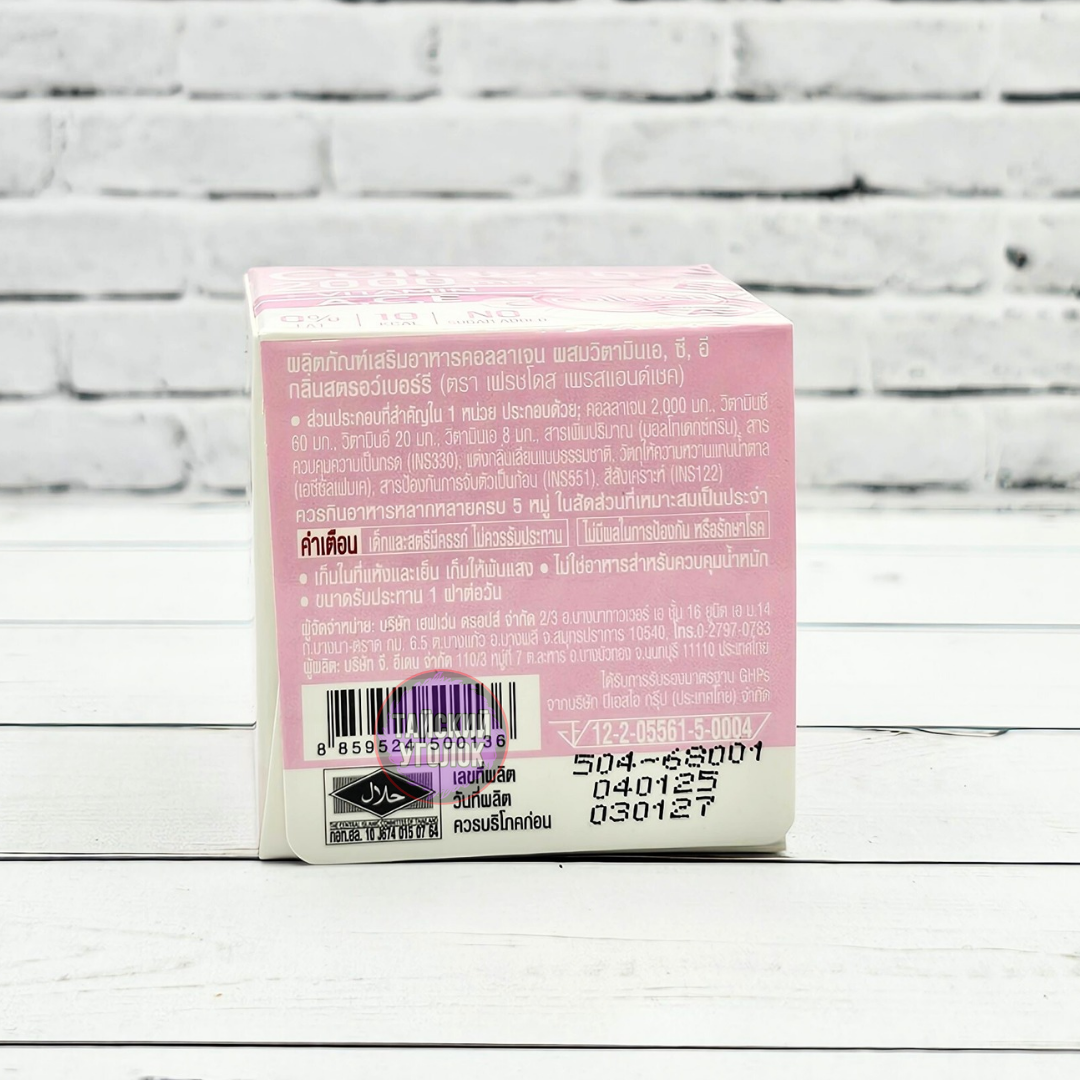 Collagen
2000
VITAMIN
A·C·E
0% 10 NO
FAT KCAL SUGAR ADDED
ผลิตภัณฑ์เสริมอาหารคอลลาเจน ผสมวิตามินเอ, ซี, อี
กลิ่นสตรอว์เบอร์รี (ตรา เฟรชโดส เพรสแอนด์เชค)
• ส่วนประกอบที่สำคัญใน 1 หน่วย ประกอบด้วย; คอลลาเจน 2,000 มก., วิตามินซี
60 มก., วิตามินอี 20 มก., วิตามินเอ 8 มก., สารเพิ่มปริมาณ (มอลโทเดกซ์ทริน), สาร
ควบคุมความเป็นกรด (INS330), แต่งกลิ่นเลียนแบบธรรมชาติ, วัตถุให้ความหวานแทนน้ำตาล
(เอซีซัลเฟมเค), สารป้องกันการจับตัวเป็นก้อน (INS551), สีสังเคราะห์ (INS122)
ควรกินอาหารหลากหลายครบ 5 หมู่ ในสัดส่วนที่เหมาะสมเป็นประจำ
คำเตือน เด็กและสตรีมีครรภ์ ไม่ควรรับประทาน ไม่มีผลในการป้องกัน หรือรักษาโรค
• เก็บในที่แห้งและเย็น เก็บให้พ้นแสง • ไม่ใช่อาหารสำหรับควบคุมน้ำหนัก
• ขนาดรับประทาน 1 ฝาต่อวัน
ผู้จัดจำหน่าย: บริษัท เฮฟเว่น ดรอปส์ จำกัด 2/3 อ.บางนาทาวเวอร์ เอ ชั้น 16 ยูนิต เอ ม.14
ถ.บางนา-ตราด กม. 6.5 ต.บางแก้ว อ.บางพลี จ.สมุทรปราการ 10540, โทร.0-2797-0783
ผู้ผลิต: บริษัท จี. อีเดน จำกัด 110/3 หมู่ที่ 7 ต.ละหาร อ.บางบัวทอง จ.นนทบุรี 11110 ประเทศไทย
ได้รับการรับรองมาตรฐาน GHPs
จากบริษัท บีเอสไอ กรุ๊ป (ประเทศไทย) จำกัด
12-2-05561-5-0004
8 859524 500136
ТАЙСКИЙ
УГОЛОК
حلال
THE CENTRAL ISLAMIC COMMITTEE OF THAILAND
กอท.ฮล. 10 J674 015 07 64
เลขที่ผลิต 504-68001
วันที่ผลิต 040125
ควรบริโภคก่อน 030127